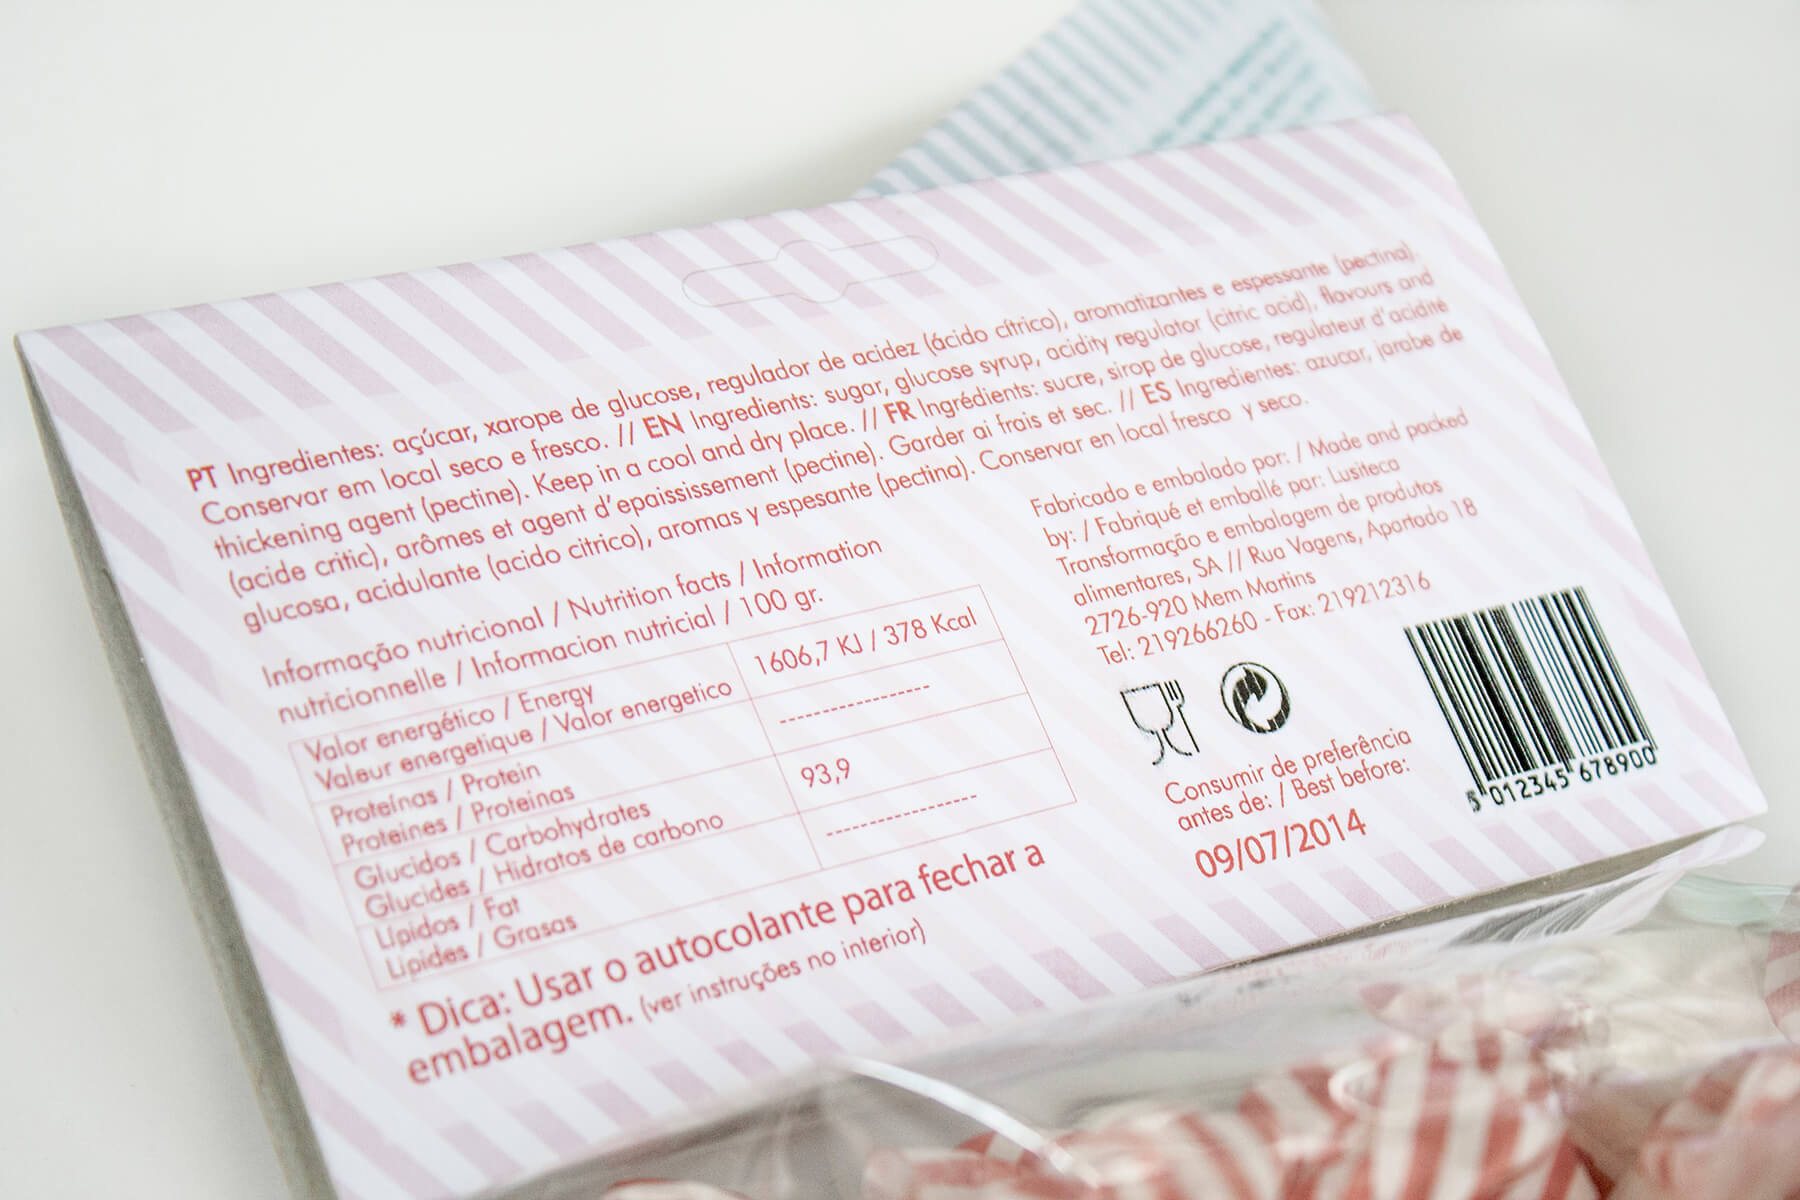 PT Ingredientes: açúcar, xarope de glucose, regulador de acidez (ácido cítrico), aromatizantes e espessante (pectina).
Conservar em local seco e fresco. // EN Ingredients: sugar, glucose syrup, acidity regulator (citric acid), flavours and
thickening agent (pectine). Keep in a cool and dry place. // FR Ingrédients: sucre, sirop de glucose, regulateur d'acidité
(acide critic), arômes et agent d'epaississement (pectine). Garder ai frais et sec. // ES Ingredientes: azucar, jarabe de
glucosa, acidulante (acido citrico), aromas y espesante (pectina). Conservar en local fresco y seco.
Informação nutricional / Nutrition facts / Information
nutricionnelle / Informacion nutricial / 100 gr.
Valor energético / Energy
Valeur energetique / Valor energetico
1606,7 KJ / 378 Kcal
Proteínas / Protein
Proteines / Proteinas
-------------------
Glucidos / Carbohydrates
Glucides / Hidratos de carbono
93,9
Lipidos / Fat
Lipides / Grasas
-------------------
* Dica: Usar o autocolante para fechar a
embalagem. (ver instruções no interior)
Fabricado e embalado por: / Made and packed
by: / Fabriqué et emballé par: Lusiteca
Transformação e embalagem de produtos
alimentares, SA // Rua Vagens, Apartado 18
2726-920 Mem Martins
Tel: 219266260 - Fax: 219212316
Consumir de preferência
antes de: / Best before:
09/07/2014
5 012345 678900